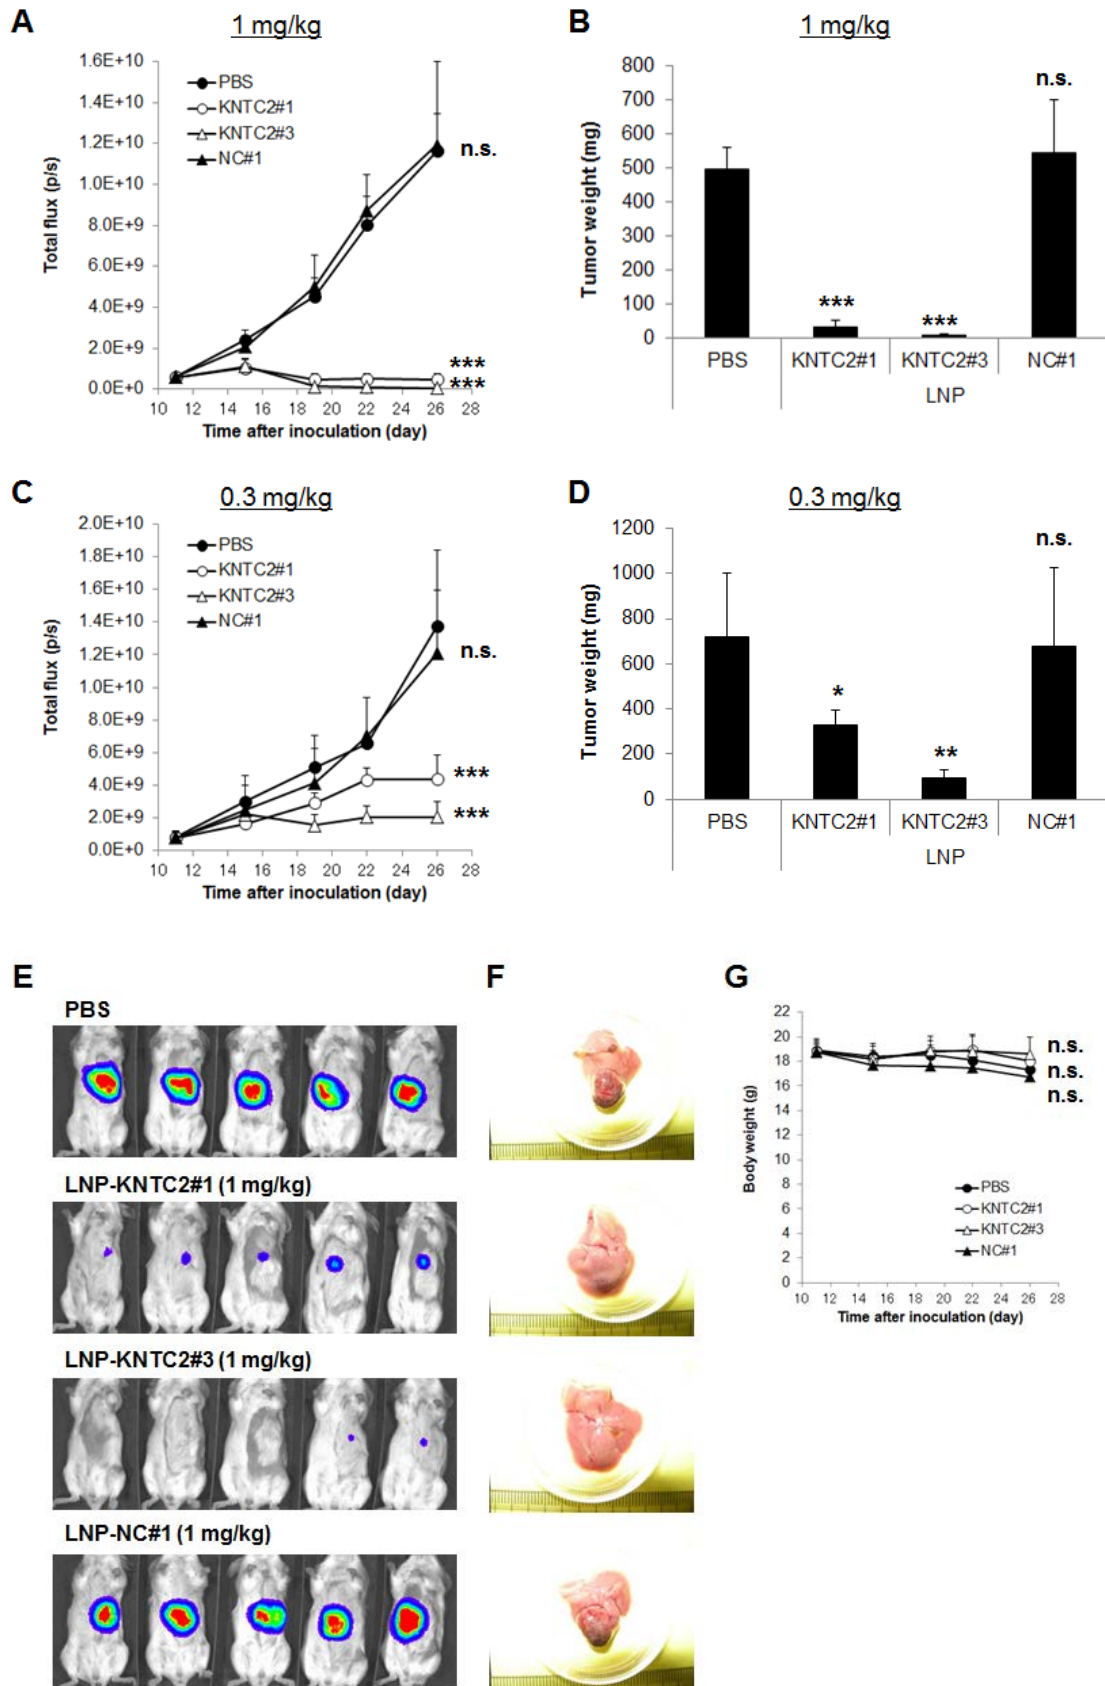 A
1 mg/kg
1.6E+10
1.4E+10
1.2E+10
1.0E+10
8.0E+9
6.0E+9
4.0E+9
2.0E+9
0.0E+0
Total flux (p/s)
PBS
KNTC2#1
KNTC2#3
NC#1
n.s.
***
***
10 12 14 16 18 20 22 24 26 28
Time after inoculation (day)
B
1 mg/kg
800
700
600
500
400
300
200
100
0
Tumor weight (mg)
***
***
n.s.
PBS KNTC2#1 KNTC2#3 NC#1
LNP
C
0.3 mg/kg
2.0E+10
1.8E+10
1.6E+10
1.4E+10
1.2E+10
1.0E+10
8.0E+9
6.0E+9
4.0E+9
2.0E+9
0.0E+0
Total flux (p/s)
PBS
KNTC2#1
KNTC2#3
NC#1
n.s.
***
***
10 12 14 16 18 20 22 24 26 28
Time after inoculation (day)
D
0.3 mg/kg
1200
1000
800
600
400
200
0
Tumor weight (mg)
*
**
n.s.
PBS KNTC2#1 KNTC2#3 NC#1
LNP
E
PBS
LNP-KNTC2#1 (1 mg/kg)
LNP-KNTC2#3 (1 mg/kg)
LNP-NC#1 (1 mg/kg)
F
G
22
20
18
16
14
12
10
8
6
4
2
0
Body weight (g)
n.s.
n.s.
n.s.
PBS
KNTC2#1
KNTC2#3
NC#1
10 12 14 16 18 20 22 24 26 28
Time after inoculation (day)